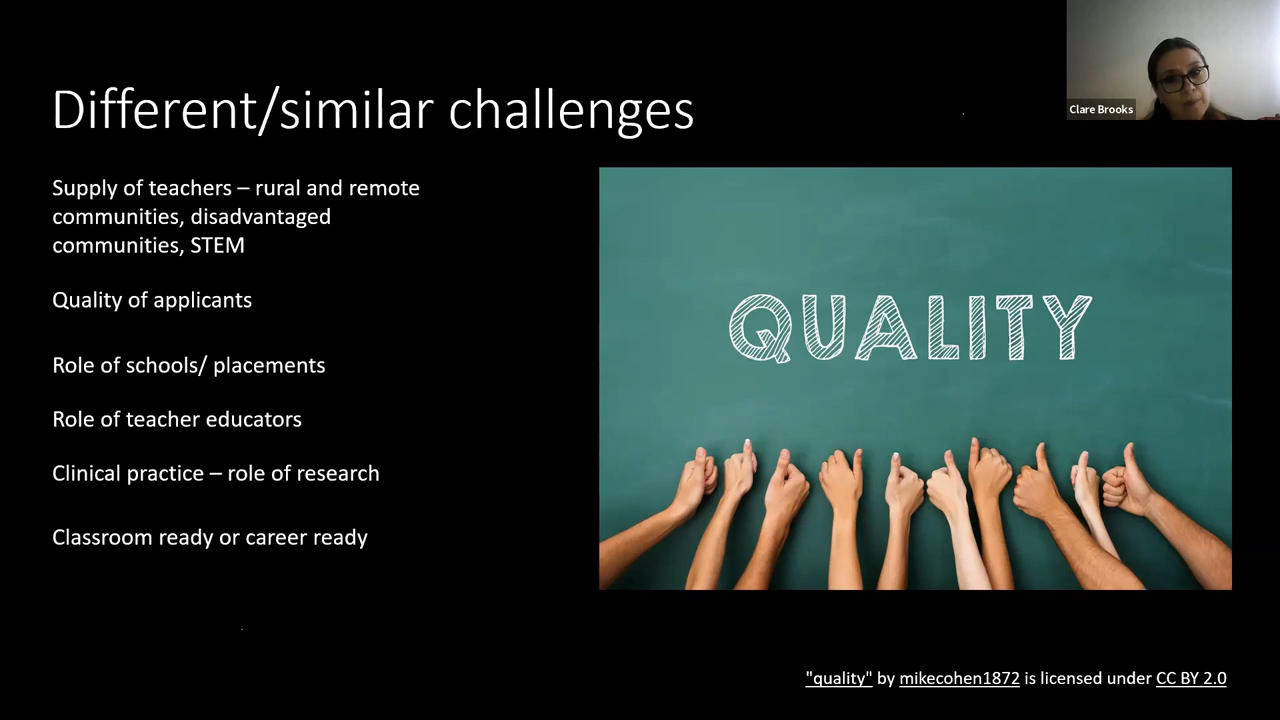 Different/similar challenges
Clare Brooks
Supply of teachers – rural and remote
communities, disadvantaged
communities, STEM
Quality of applicants
Role of schools/ placements
Role of teacher educators
Clinical practice – role of research
Classroom ready or career ready
QUALITY
"quality" by mikecohen1872 is licensed under CC BY 2.0